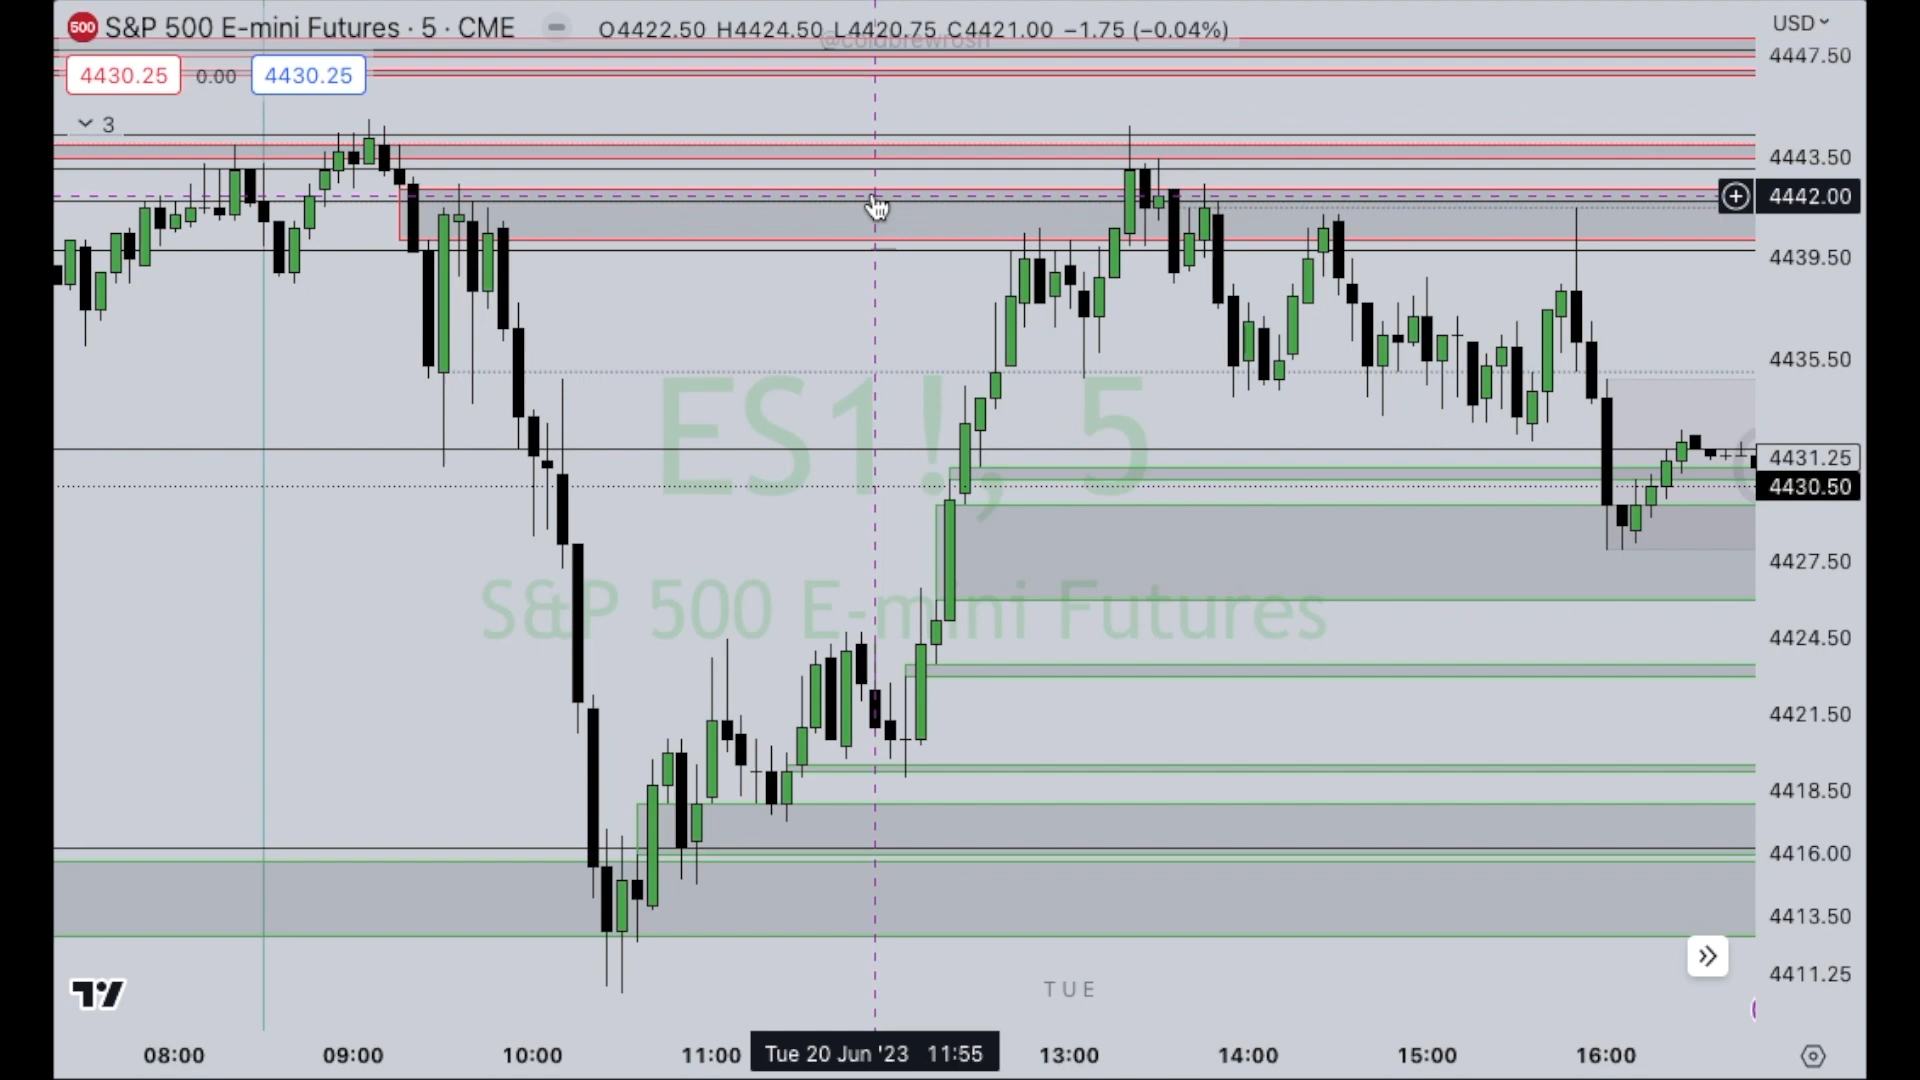 500 S&P 500 E-mini Futures · 5 · CME O4422.50 H4424.50 L4420.75 C4421.00 −1.75 (−0.04%)
@coldbrewrosh
USD
4447.50
4430.25 0.00 4430.25
3
4443.50
4442.00
4439.50
4435.50
ES1!, 5
4431.25
4430.50
4427.50
S&P 500 E-mini Futures
4424.50
4421.50
4418.50
4416.00
4413.50
4411.25
TUE
08:00 09:00 10:00 11:00 Tue 20 Jun '23 11:55 13:00 14:00 15:00 16:00